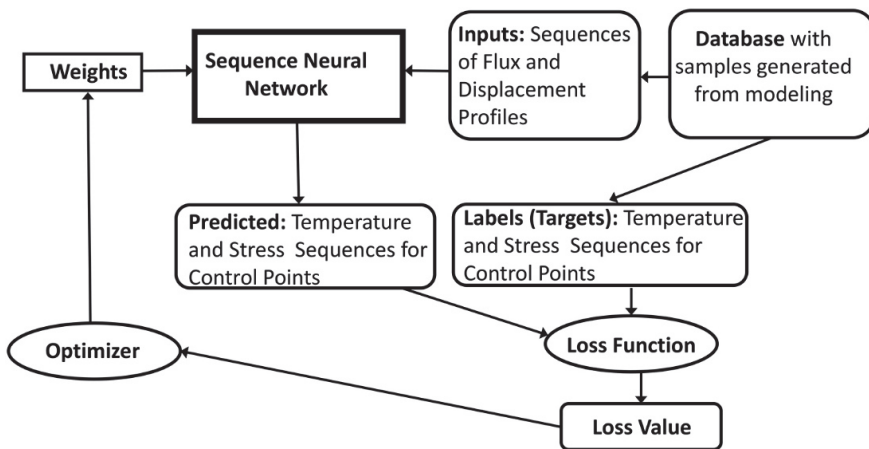 Weights
Sequence Neural
Network
Inputs: Sequences
of Flux and
Displacement
Profiles
Database with
samples generated
from modeling
Predicted: Temperature
and Stress Sequences for
Control Points
Labels (Targets): Temperature
and Stress Sequences for
Control Points
Optimizer
Loss Function
Loss Value